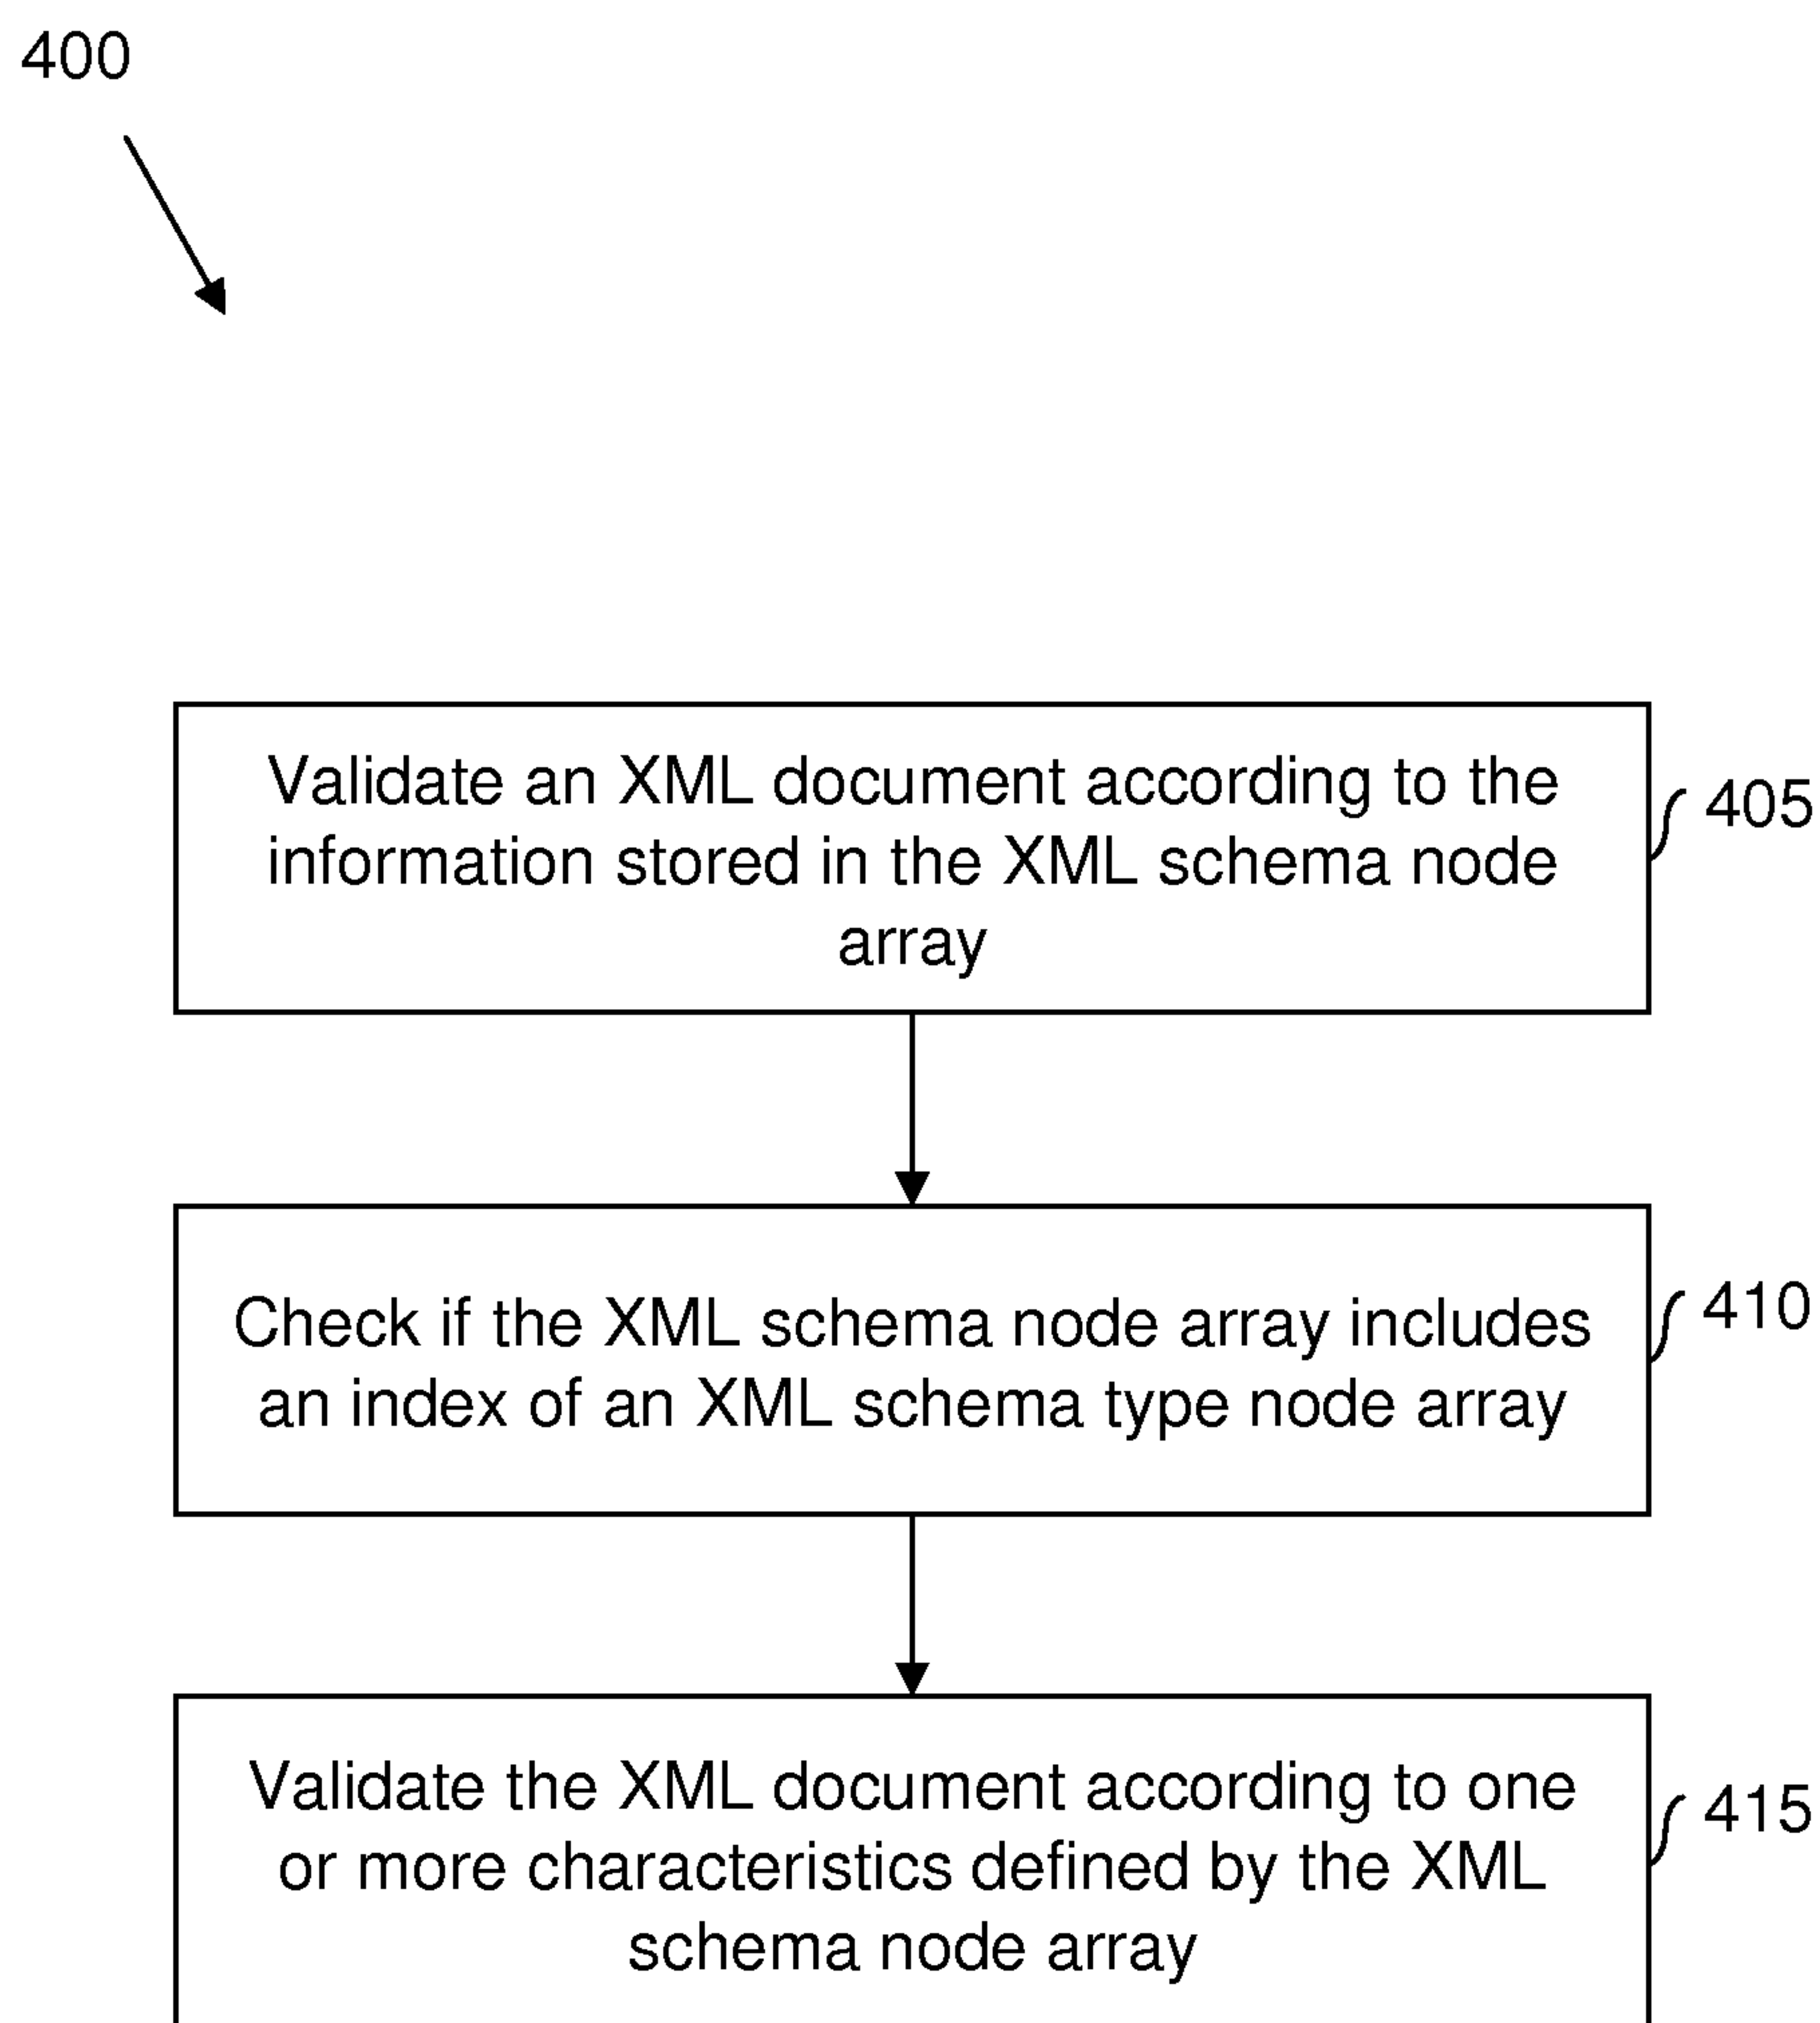 400
Validate an XML document according to the
information stored in the XML schema node
array
405
Check if the XML schema node array includes
an index of an XML schema type node array
410
Validate the XML document according to one
or more characteristics defined by the XML
schema node array
415